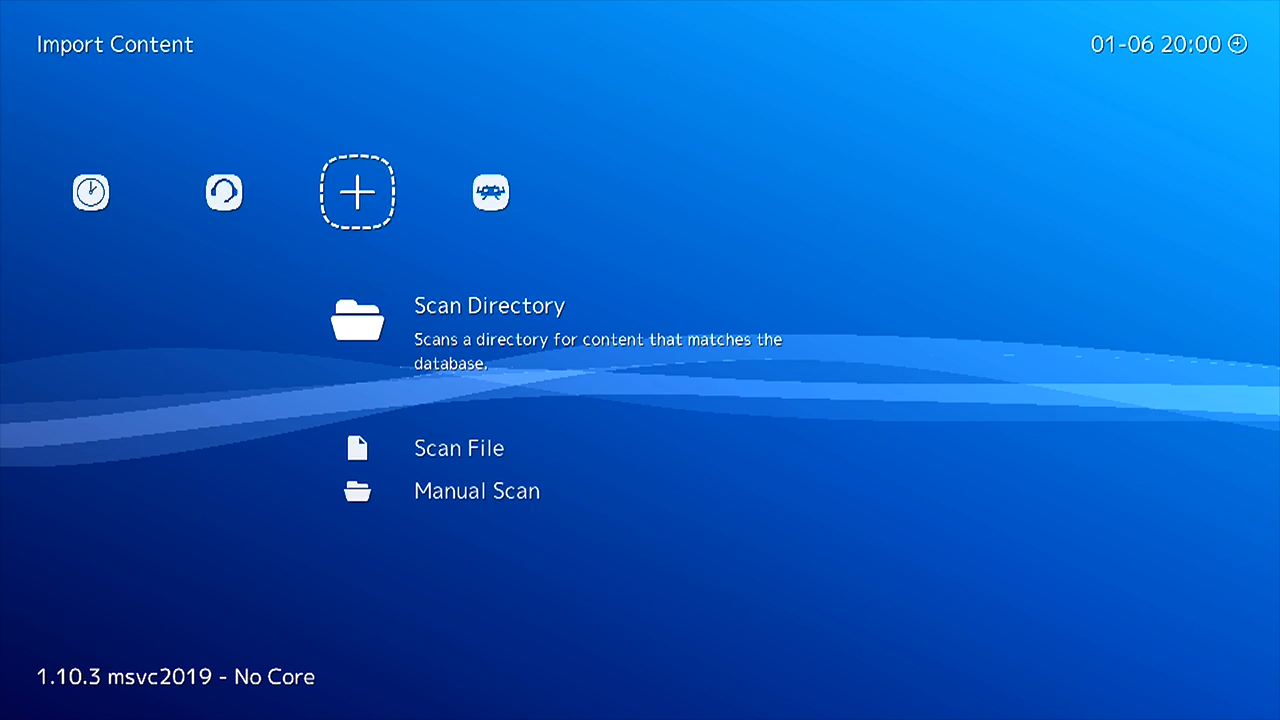 Import Content
01-06 20:00
Scan Directory
Scans a directory for content that matches the
database.
Scan File
Manual Scan
1.10.3 msvc2019 - No Core